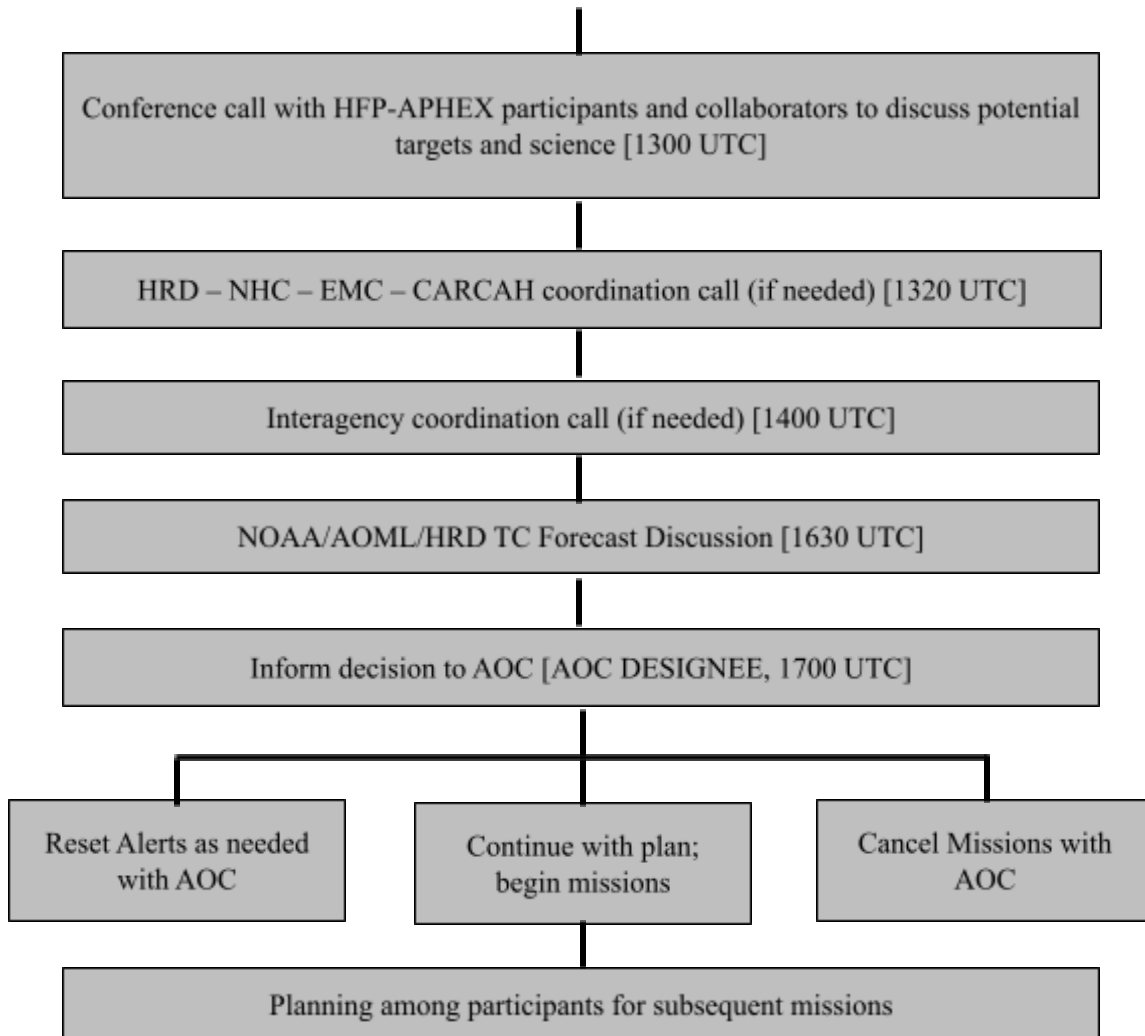 Conference call with HFP-APHEX participants and collaborators to discuss potential
targets and science [1300 UTC]
HRD – NHC – EMC – CARCAH coordination call (if needed) [1320 UTC]
Interagency coordination call (if needed) [1400 UTC]
NOAA/AOML/HRD TC Forecast Discussion [1630 UTC]
Inform decision to AOC [AOC DESIGNEE, 1700 UTC]
Reset Alerts as needed
with AOC
Continue with plan;
begin missions
Cancel Missions with
AOC
Planning among participants for subsequent missions